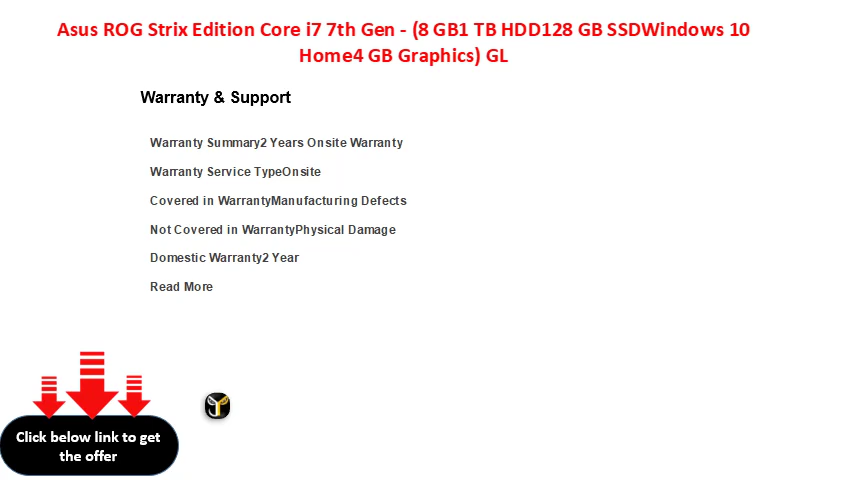 Asus ROG Strix Edition Core i7 7th Gen - (8 GB1 TB HDD128 GB SSDWindows 10
Home4 GB Graphics) GL
Warranty & Support
Warranty Summary2 Years Onsite Warranty
Warranty Service TypeOnsite
Covered in WarrantyManufacturing Defects
Not Covered in WarrantyPhysical Damage
Domestic Warranty2 Year
Read More
Click below link to get
the offer